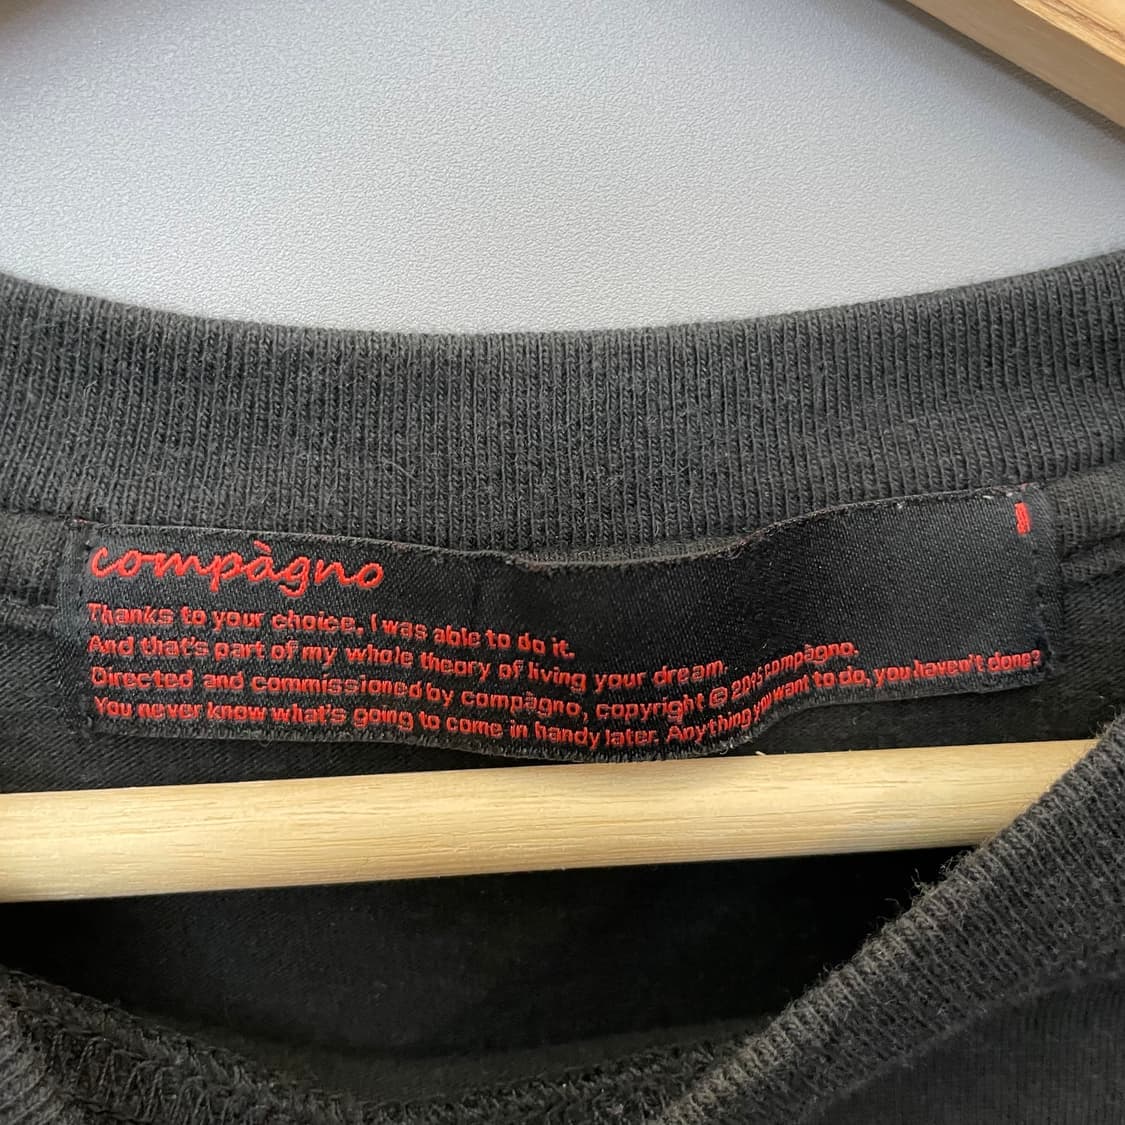 compàgno
Thanks to your choice, I was able to do it.
And that's part of my whole theory of living your dream.
Directed and commissioned by compàgno, copyright © 2095 compàgno.
You never know what's going to come in handy later. Anything you want to do, you haven't done?